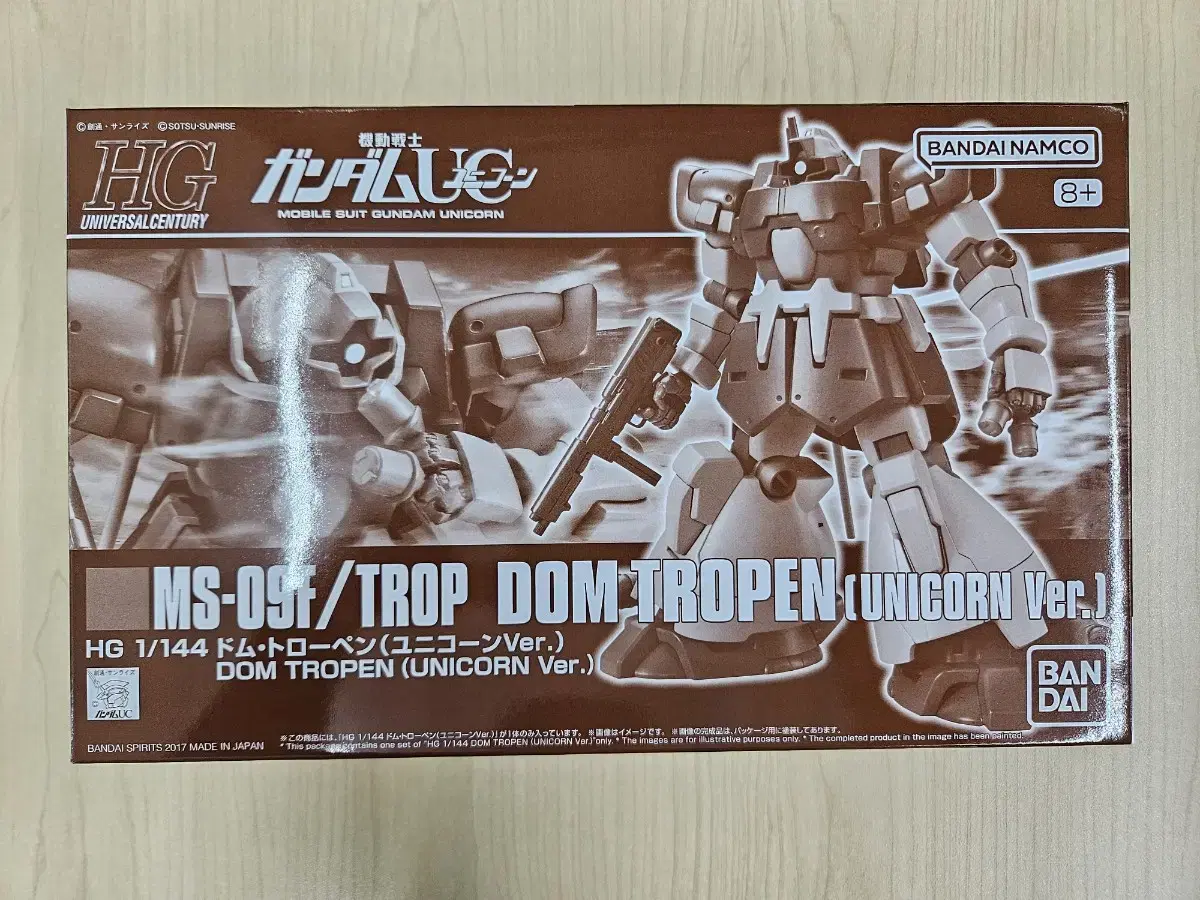 ©創通・サンライズ ©SOTSU・SUNRISE
HG
UNIVERSAL CENTURY
機動戦士
ガンダムUC
ユニコーン
MOBILE SUIT GUNDAM UNICORN
BANDAI NAMCO
8+
MS-09F/TROP DOM TROPEN (UNICORN Ver.)
HG 1/144 ドム・トローペン(ユニコーンVer.)
DOM TROPEN (UNICORN Ver.)
創通・サンライズ
ガンダムUC
BAN
DAI
BANDAI SPIRITS 2017 MADE IN JAPAN
※この商品には、「HG 1/144 ドム・トローペン(ユニコーンVer.)」が1体のみ入っています。 ※画像はイメージです。 ※画像の完成品は、パッケージ用に塗装してあります。
* This package contains one set of "HG 1/144 DOM TROPEN (UNICORN Ver.)" only. * The images are for illustrative purposes only. * The completed product in the image has been painted.